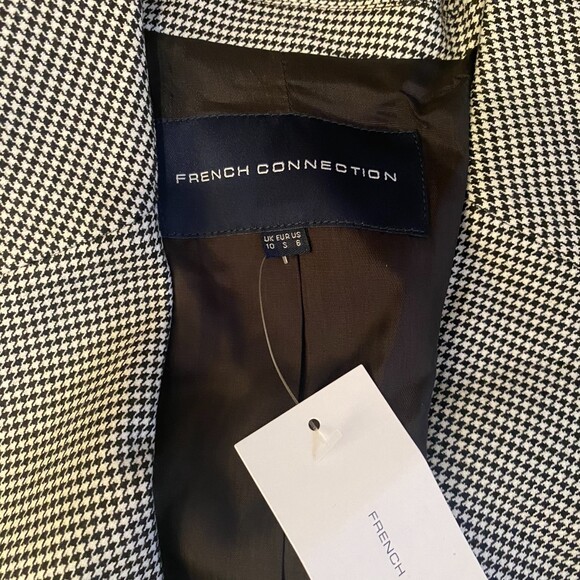 FRENCH CONNECTION
UK EUR US
10 S 6
FRENCH